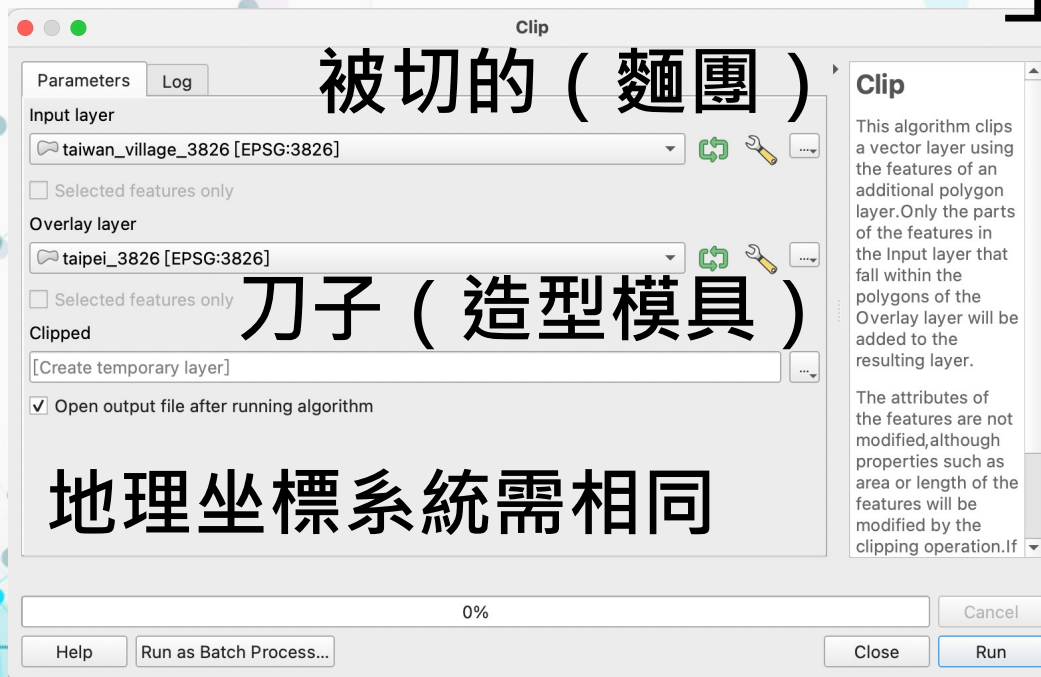 Clip
Parameters
Log
被切的（麵團）
Input layer
taiwan_village_3826 [EPSG:3826]
...
Selected features only
Overlay layer
taipei_3826 [EPSG:3826]
...
Selected features only
刀子（造型模具）
Clipped
[Create temporary layer]
...
Open output file after running algorithm
地理坐標系統需相同
Clip
This algorithm clips
a vector layer using
the features of an
additional polygon
layer.Only the parts
of the features in
the Input layer that
fall within the
polygons of the
Overlay layer will be
added to the
resulting layer.
The attributes of
the features are not
modified,although
properties such as
area or length of the
features will be
modified by the
clipping operation.If
0%
Cancel
Help
Run as Batch Process...
Close
Run